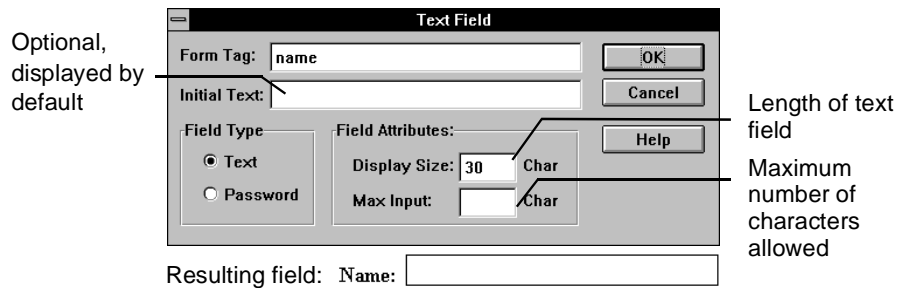 Text Field
Optional,
displayed by
default
Form Tag: name
OK
Initial Text:
Cancel
Length of text
field
Field Type
Field Attributes:
Help
Text
Display Size: 30 Char
Maximum
number of
characters
allowed
Password
Max Input: Char
Resulting field: Name: